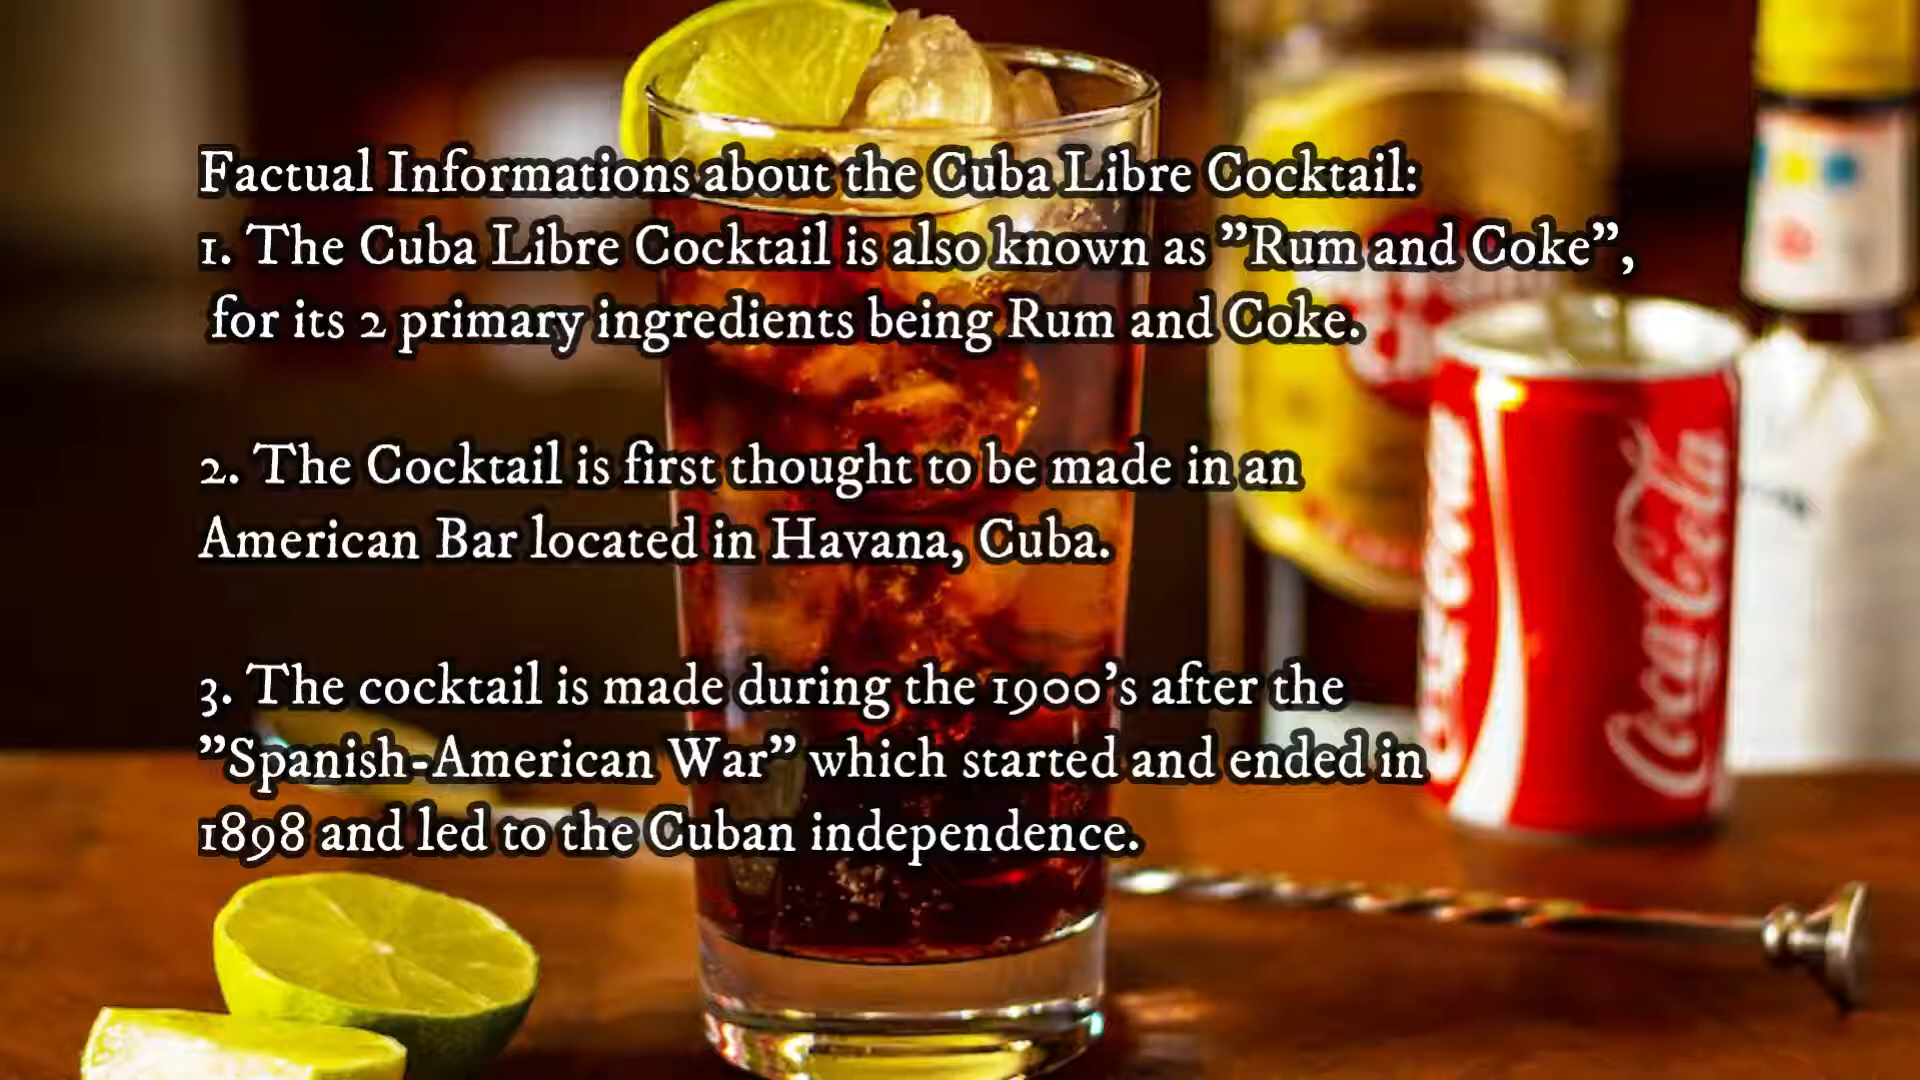 Factual Informations about the Cuba Libre Cocktail:
1. The Cuba Libre Cocktail is also known as "Rum and Coke",
for its 2 primary ingredients being Rum and Coke.
2. The Cocktail is first thought to be made in an
American Bar located in Havana, Cuba.
3. The cocktail is made during the 1900's after the
"Spanish-American War" which started and ended in
1898 and led to the Cuban independence.
Coca-Cola